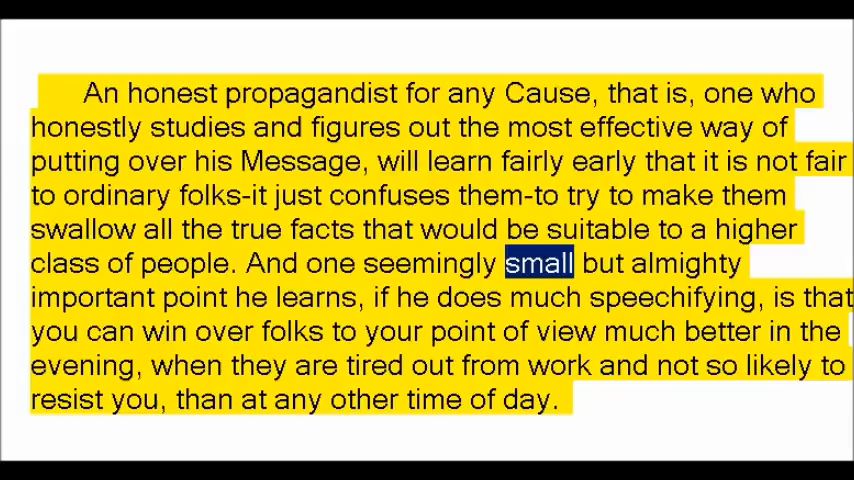 An honest propagandist for any Cause, that is, one who
honestly studies and figures out the most effective way of
putting over his Message, will learn fairly early that it is not fair
to ordinary folks-it just confuses them-to try to make them
swallow all the true facts that would be suitable to a higher
class of people. And one seemingly small but almighty
important point he learns, if he does much speechifying, is that
you can win over folks to your point of view much better in the
evening, when they are tired out from work and not so likely to
resist you, than at any other time of day.